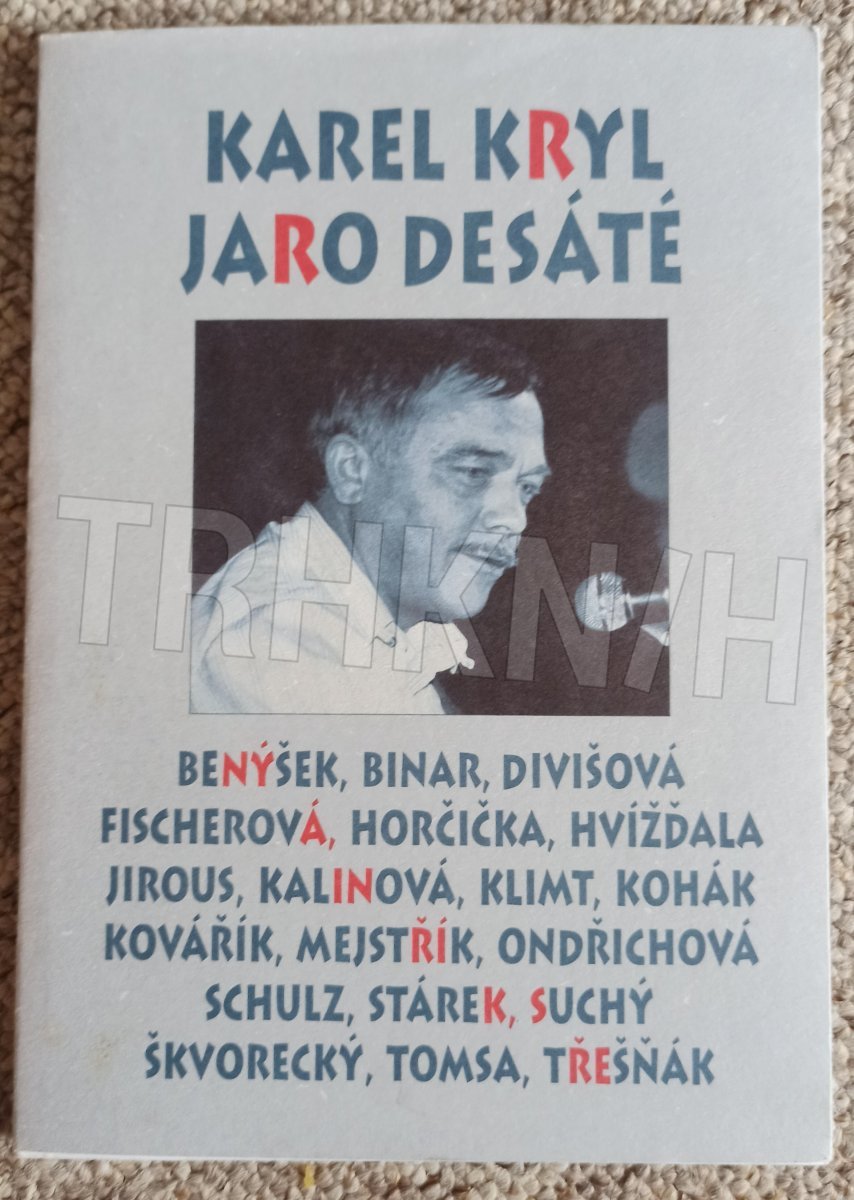 KAREL KRYL
JARO DESÁTÉ
TRHKNIH
BENÝŠEK, BINAR, DIVIŠOVÁ
FISCHEROVÁ, HORČIČKA, HVÍŽĎALA
JIROUS, KALINOVÁ, KLIMT, KOHÁK
KOVÁŘÍK, MEJSTŘÍK, ONDŘICHOVÁ
SCHULZ, STÁREK, SUCHÝ
ŠKVORECKÝ, TOMSA, TŘEŠŇÁK